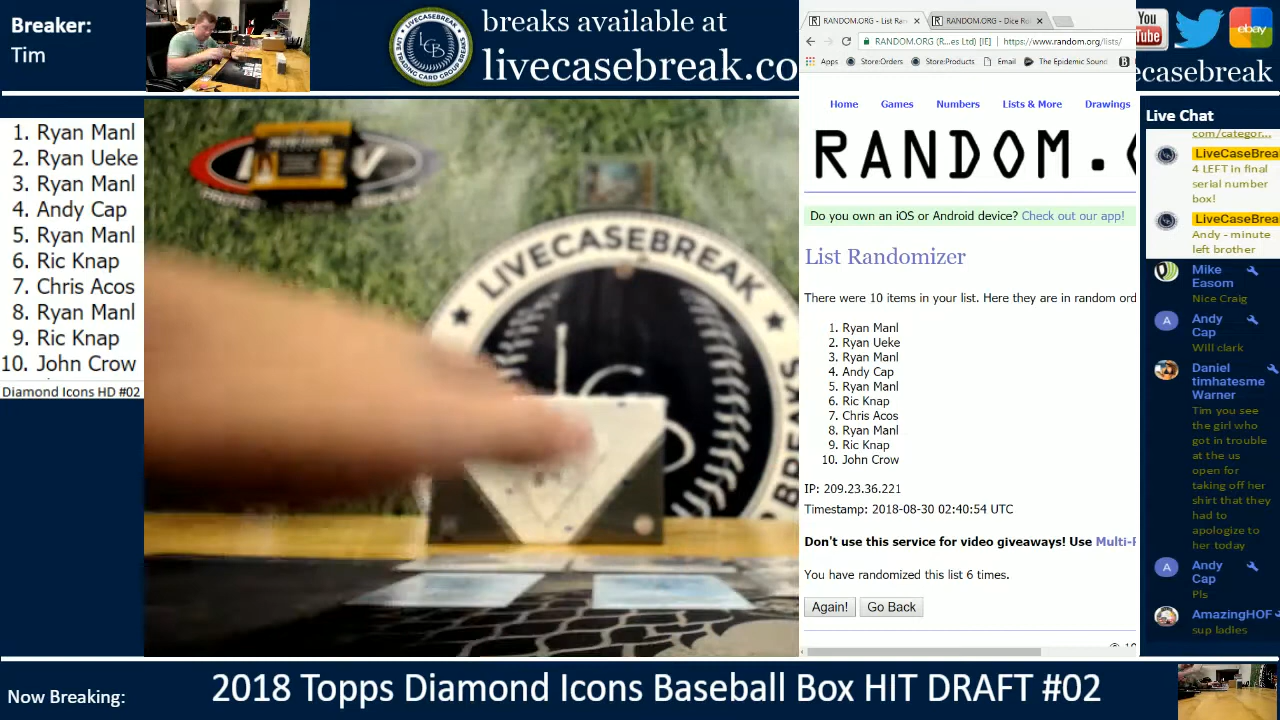 Breaker:
Tim
breaks available at
livecasebreak.co
You
Tube
ebay
ecasebreak
RANDOM.ORG - List Ran
RANDOM.ORG - Dice Ro
RANDOM.ORG (R...es Ltd) [IE]
https://www.random.org/lists/
Apps
Store:Orders
Store:Products
Email
The Epidemic Sound
Home
Games
Numbers
Lists & More
Drawings
RANDOM.
Do you own an iOS or Android device? Check out our app!
List Randomizer
There were 10 items in your list. Here they are in random ord
1. Ryan Manl
2. Ryan Ueke
3. Ryan Manl
4. Andy Cap
5. Ryan Manl
6. Ric Knap
7. Chris Acos
8. Ryan Manl
9. Ric Knap
10. John Crow
IP: 209.23.36.221
Timestamp: 2018-08-30 02:40:54 UTC
Don't use this service for video giveaways! Use Multi-
You have randomized this list 6 times.
Again!
Go Back
1. Ryan Manl
2. Ryan Ueke
3. Ryan Manl
4. Andy Cap
5. Ryan Manl
6. Ric Knap
7. Chris Acos
8. Ryan Manl
9. Ric Knap
10. John Crow
Diamond Icons HD #02
LIVECASEBREAK
BREAKS
Live Chat
com/categor...
LiveCaseBrea
4 LEFT in final
serial number
box!
LiveCaseBrea
Andy - minute
left brother
Mike
Easom
Nice Craig
Andy
Cap
Will clark
Daniel
timhatesme
Warner
Tim you see
the girl who
got in trouble
at the us
open for
taking off her
shirt that they
had to
apologize to
her today
Andy
Cap
Pls
AmazingHOF
sup ladies
Now Breaking:
2018 Topps Diamond Icons Baseball Box HIT DRAFT #02